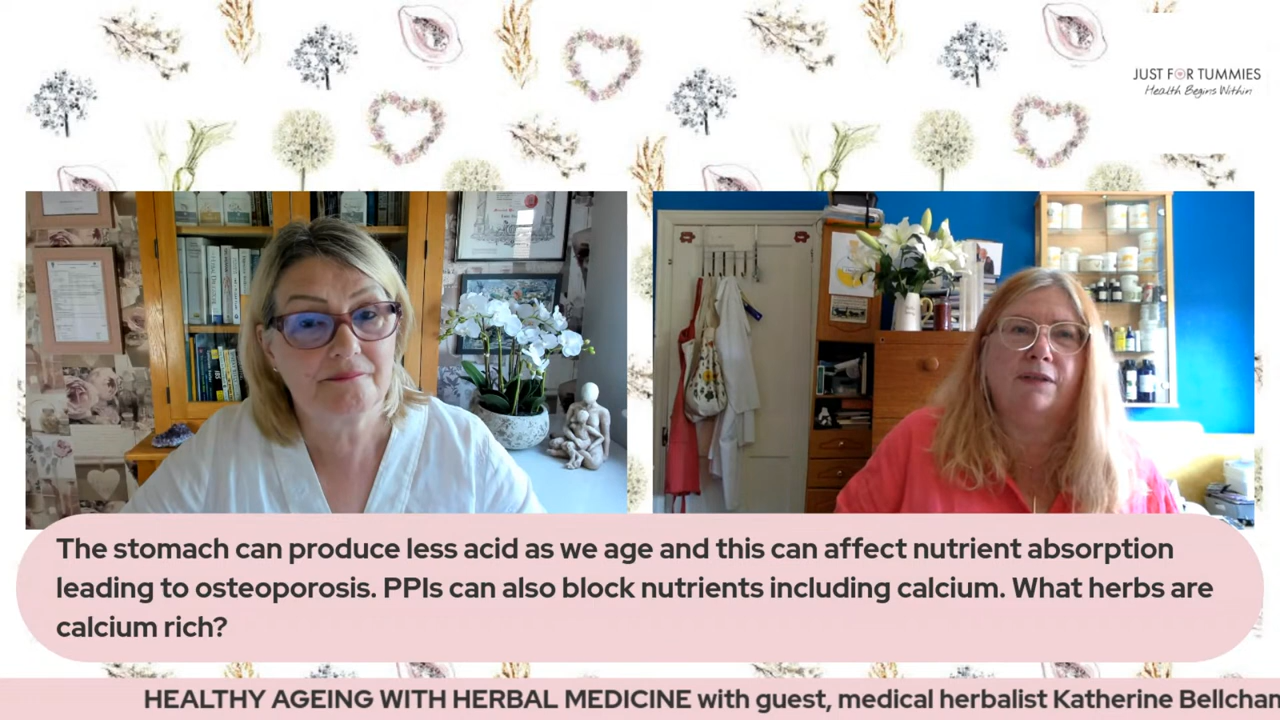 JUST FOR TUMMIES
Health Begins Within
The stomach can produce less acid as we age and this can affect nutrient absorption
leading to osteoporosis. PPIs can also block nutrients including calcium. What herbs are
calcium rich?
HEALTHY AGEING WITH HERBAL MEDICINE with guest, medical herbalist Katherine Bellchan